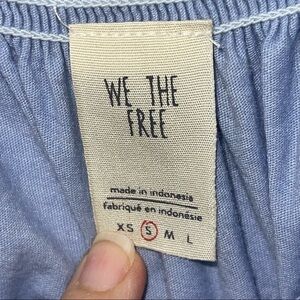 WE THE
FREE
made in indonesia
fabriqué en indonésie
XS S M L